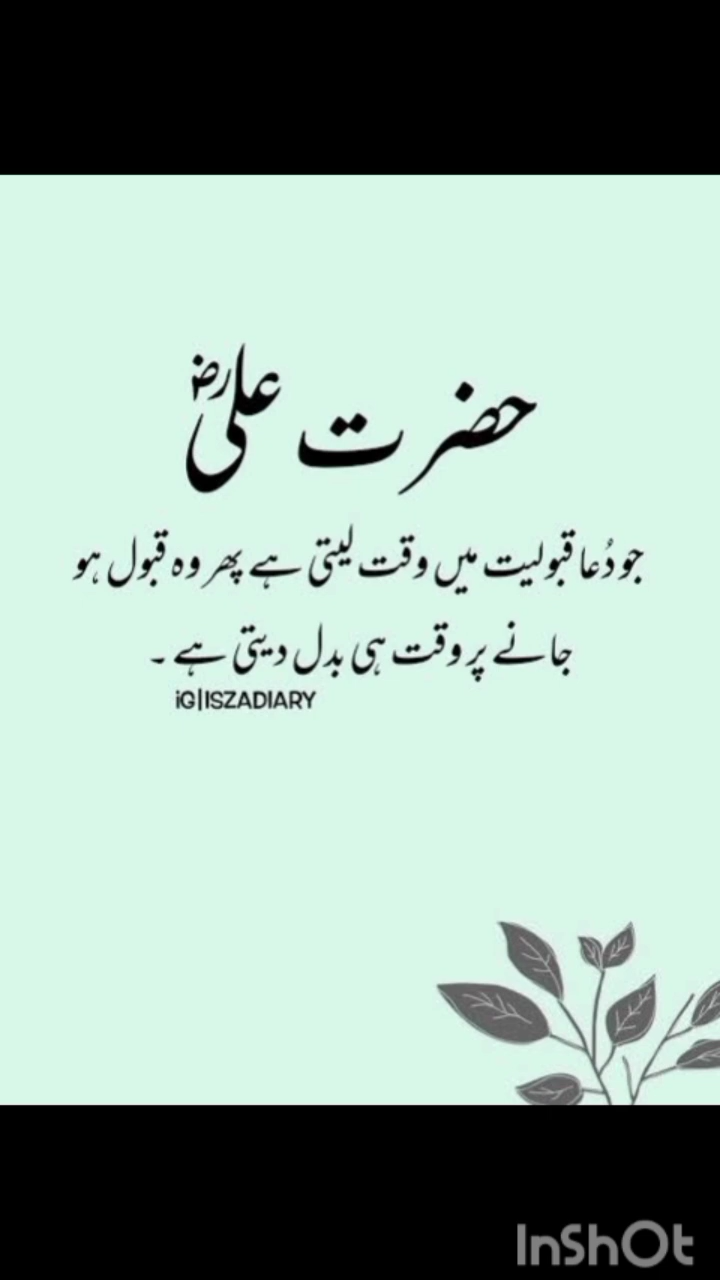 حضرت علیؓ
جو دُعا قبولیت میں وقت لیتی ہے پھر وہ قبول ہو
جانے پر وقت ہی بدل دیتی ہے ۔
iG|ISZADIARY
InShOt